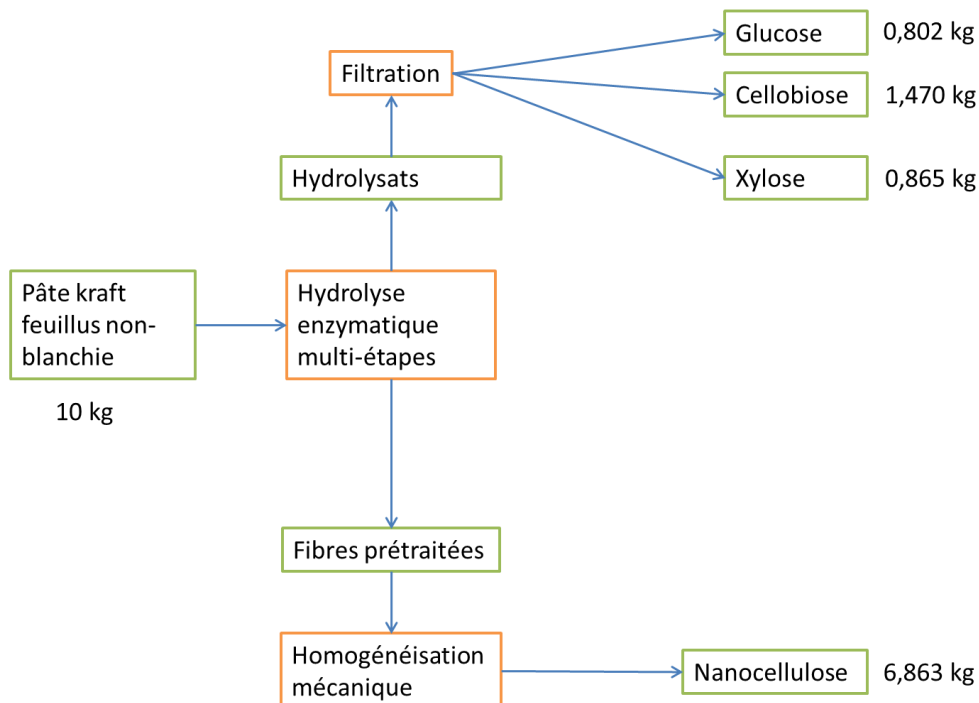 Glucose 0,802 kg
Filtration
Cellobiose 1,470 kg
Hydrolysats
Xylose 0,865 kg
Pâte kraft
feuillus non-
blanchie
10 kg
Hydrolyse
enzymatique
multi-étapes
Fibres prétraitées
Homogénéisation
mécanique
Nanocellulose 6,863 kg